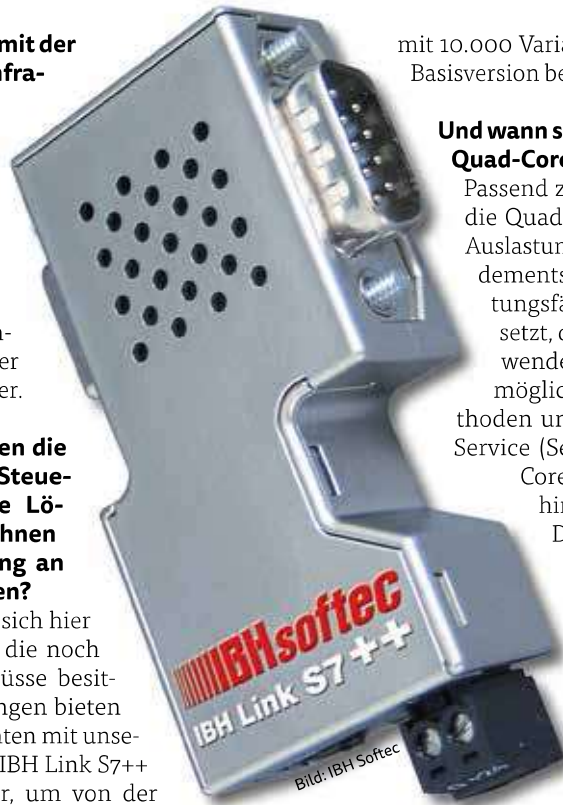 mit der
nfra-
n-
er
er.
en die
Steue-
e Lö-
hnen
ng an
en?
sich hier
die noch
üsse besit-
ngen bieten
nten mit unse-
IBH Link S7++
r, um von der
IBHsoftec
IBH Link S7++
Bild: IBH Softec
mit 10.000 Varia
Basisversion be
Und wann s
Quad-Core
Passend z
die Quad-
Auslastun
dements
tungsfä
setzt, d
wende
möglic
thoden un
Service (Se
Core
hin
D